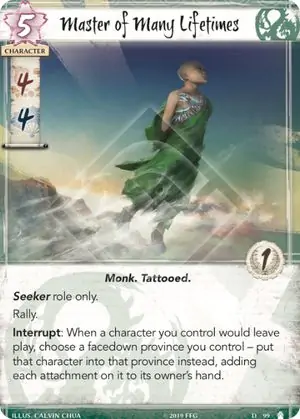 5
Master of Many Lifetimes
CHARACTER
4
4
1
Monk. Tattooed.
Seeker role only.
Rally.
Interrupt: When a character you control would leave
play, choose a facedown province you control – put
that character into that province instead, adding
each attachment on it to its owner's hand.
ILLUS. CALVIN CHUA
©2019 FFG
D 99